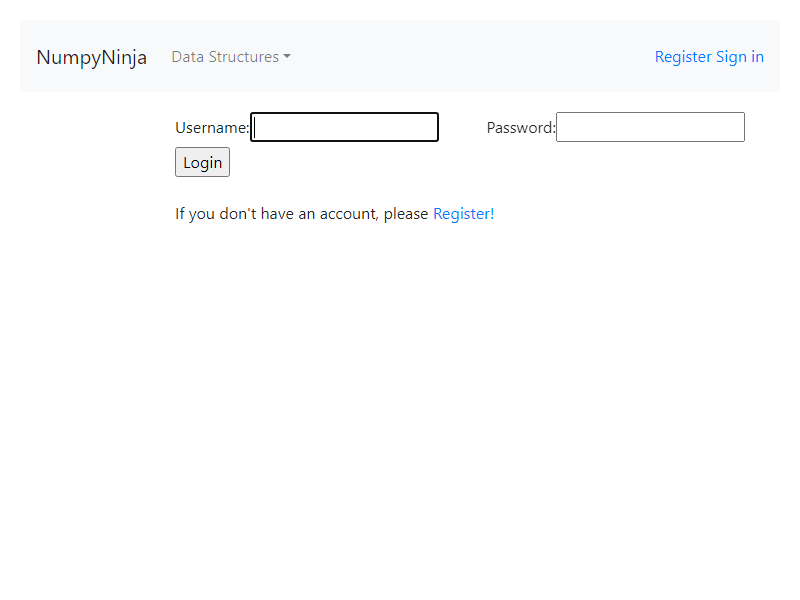 NumpyNinja Data Structures Register Sign in
Username: Password:
Login
If you don't have an account, please Register!